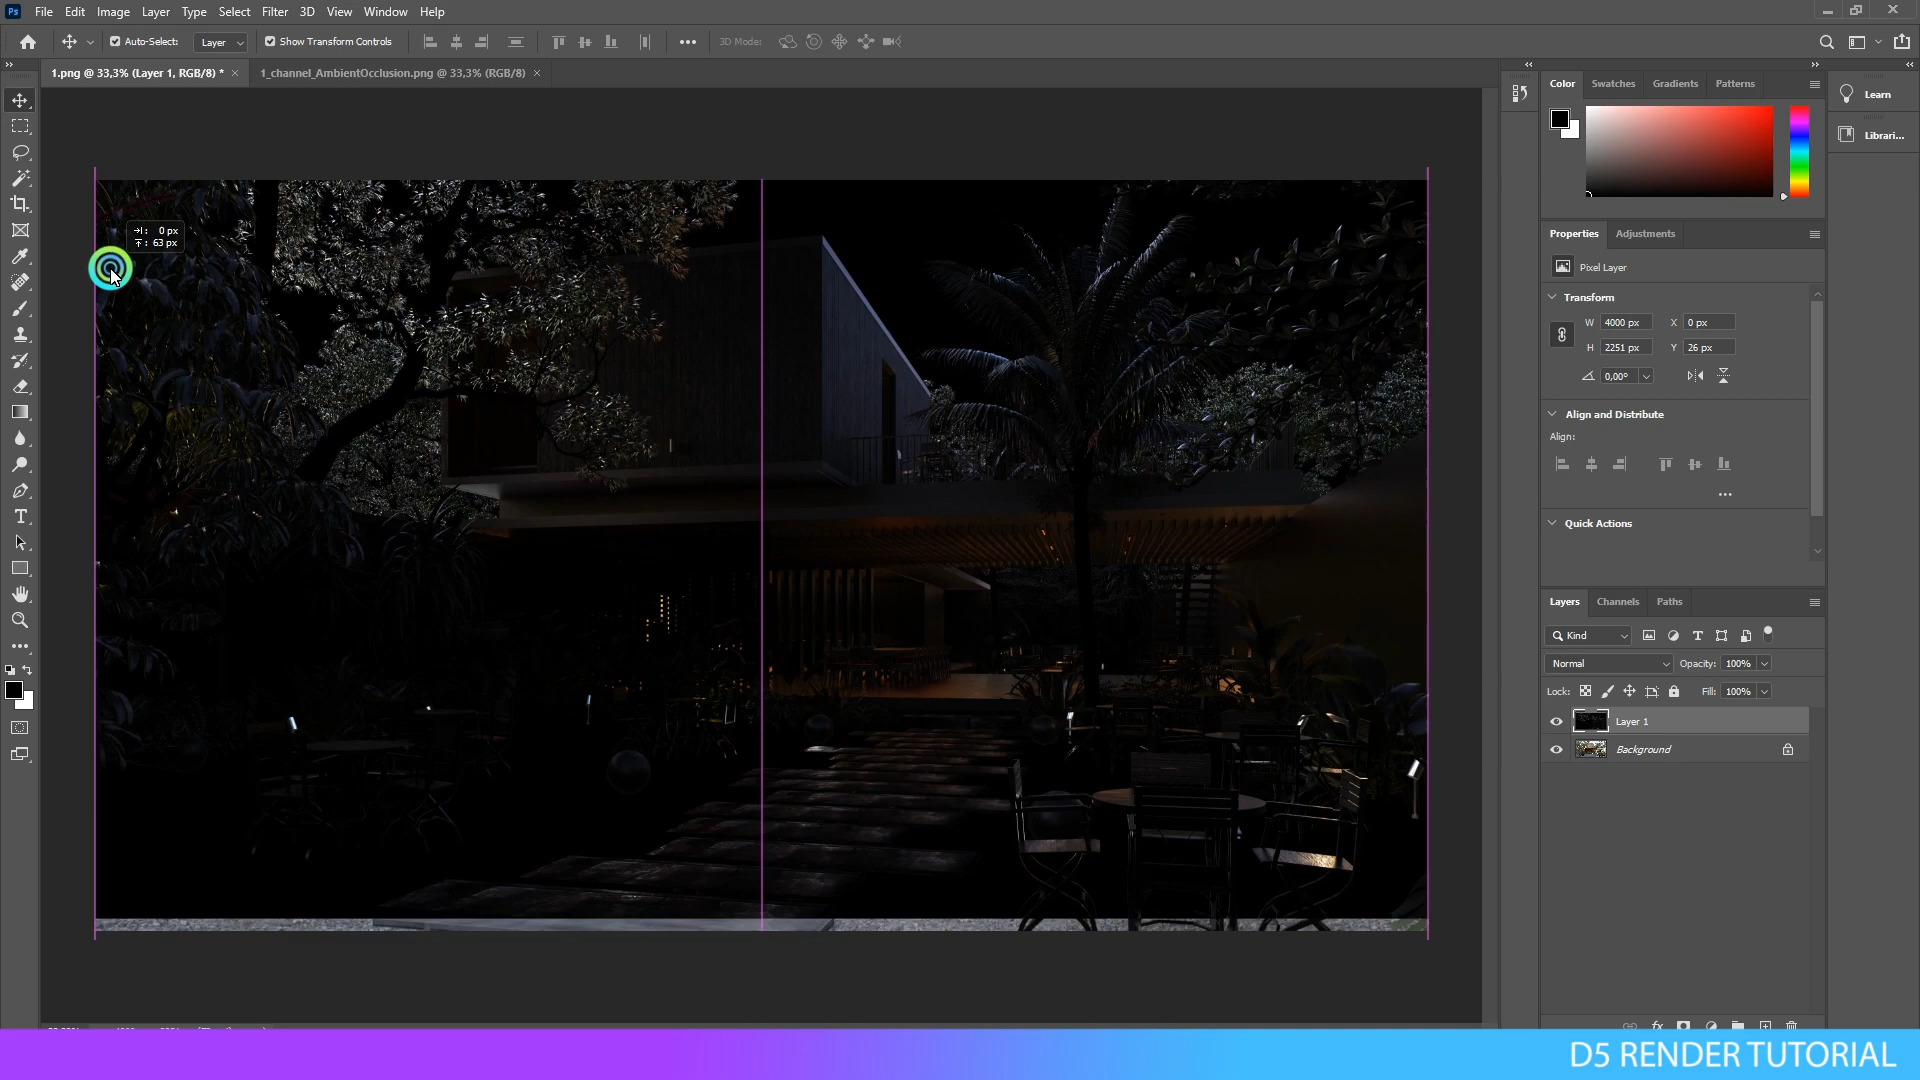 Ps File Edit Image Layer Type Select Filter 3D View Window Help
Auto-Select: Layer Show Transform Controls 3D Mode:
1.png @ 33,3% (Layer 1, RGB/8) * 1_channel_AmbientOcclusion.png @ 33,3% (RGB/8)
0 px
63 px
Color Swatches Gradients Patterns
Learn
Librari...
Properties Adjustments
Pixel Layer
Transform
W 4000 px X 0 px
H 2251 px Y 26 px
0,00°
Align and Distribute
Align:
Quick Actions
Layers Channels Paths
Kind
Normal Opacity: 100%
Lock: Fill: 100%
Layer 1
Background
D5 RENDER TUTORIAL